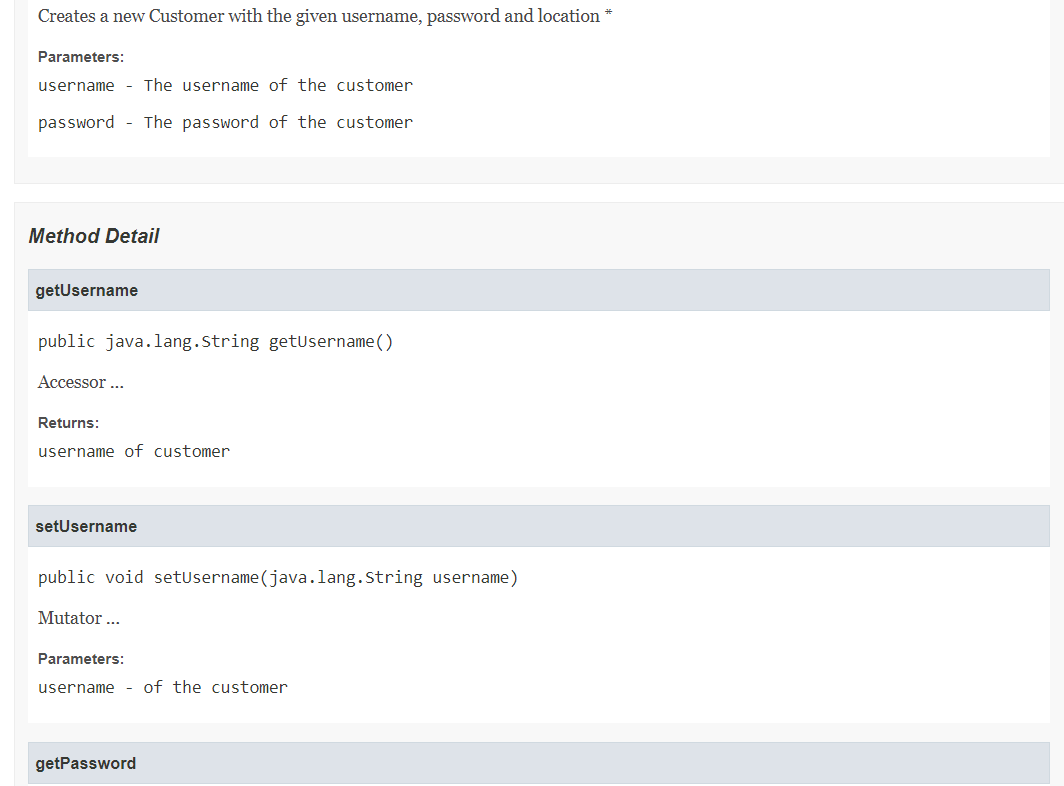 Creates a new Customer with the given username, password and location *
Parameters:
username - The username of the customer
password - The password of the customer
Method Detail
getUsername
public java.lang.String getUsername()
Accessor ...
Returns:
username of customer
setUsername
public void setUsername(java.lang.String username)
Mutator ...
Parameters:
username - of the customer
getPassword